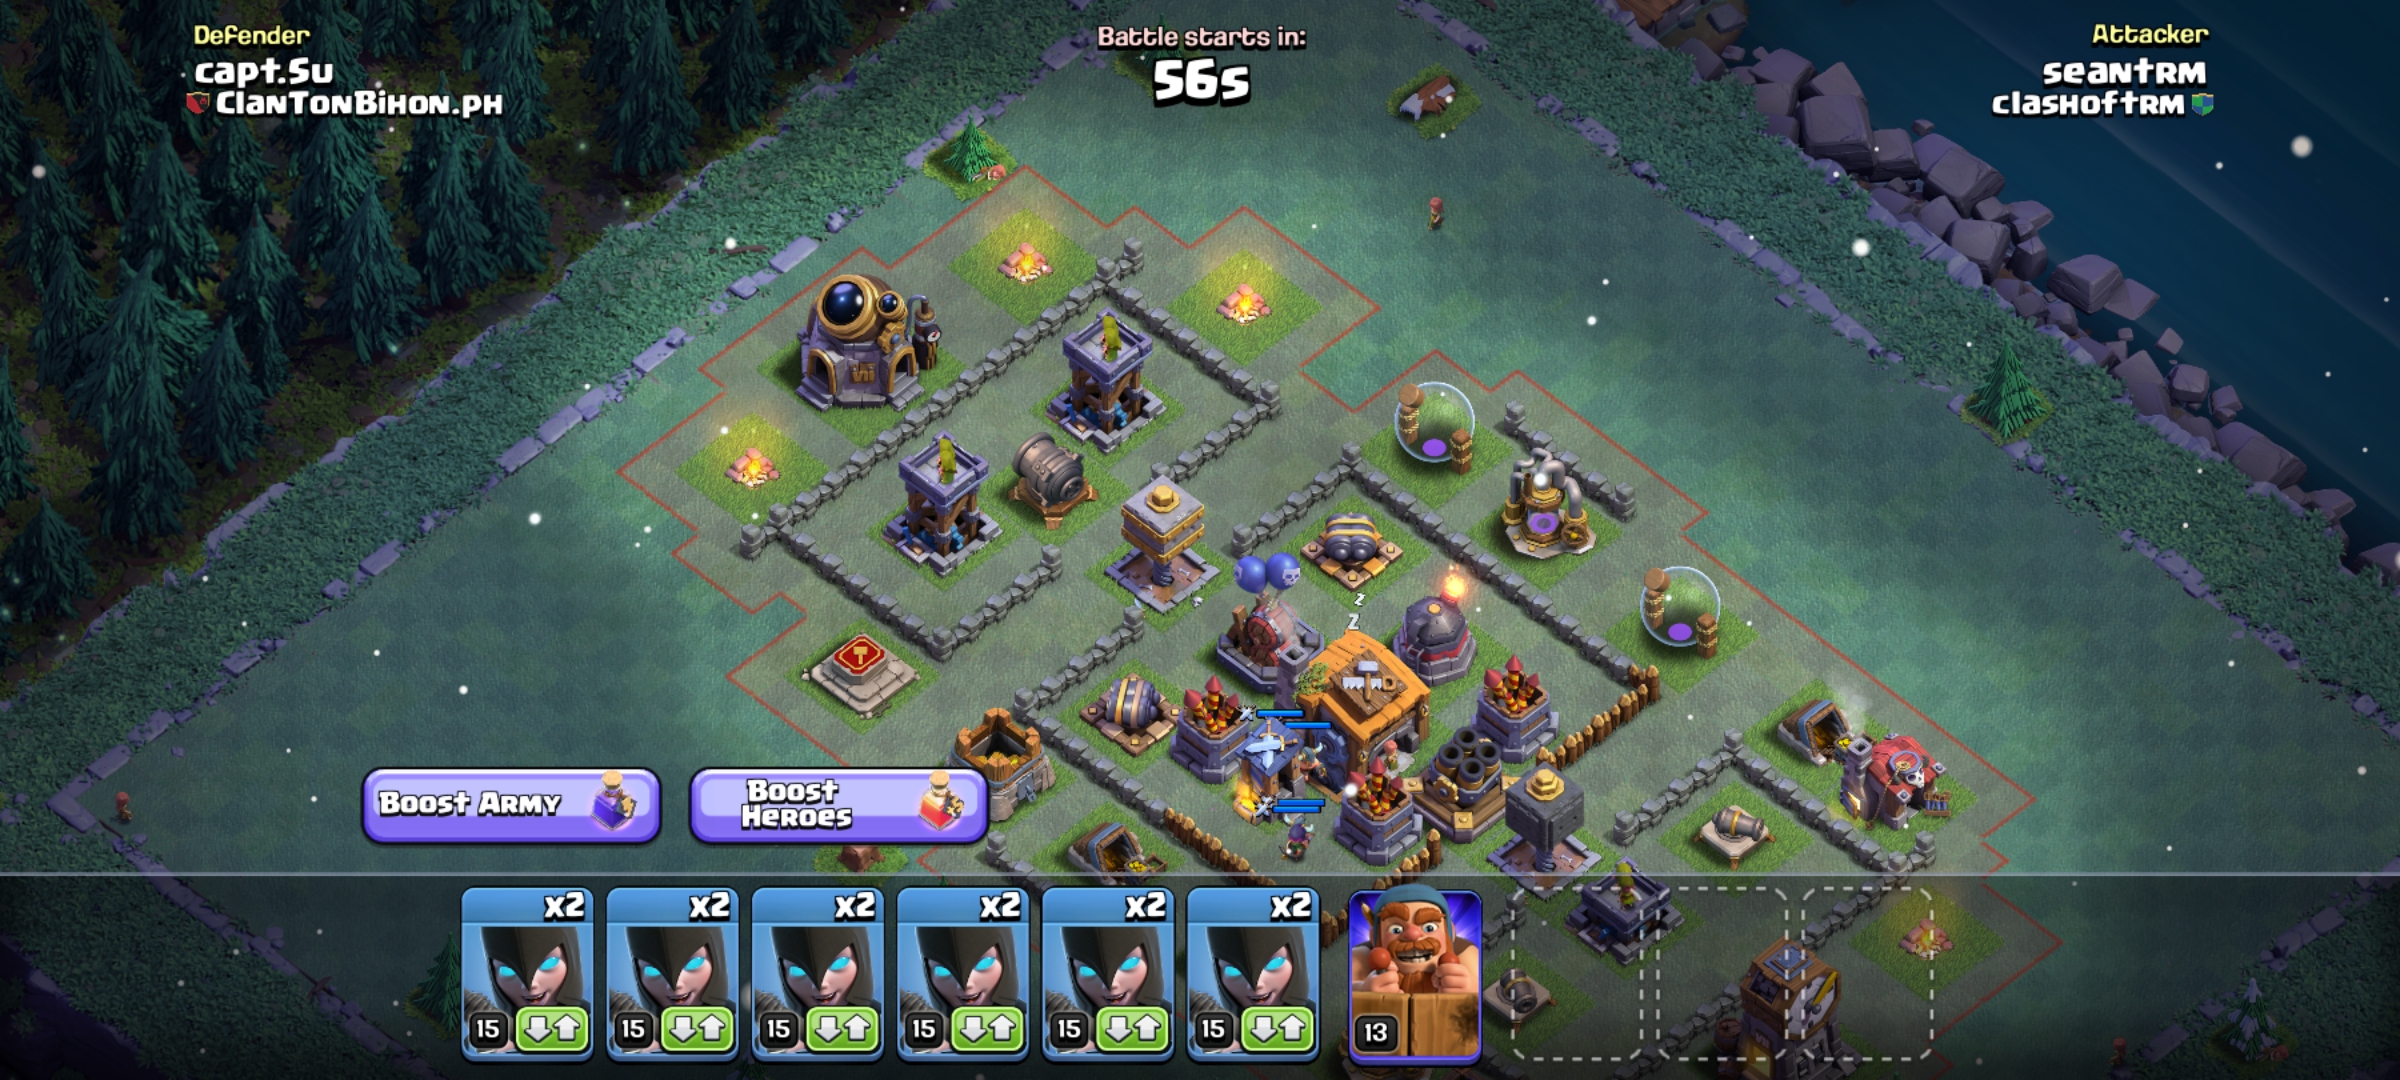 Defender
capt.Su
ClanTonBihon.ph
Battle starts in:
56s
Attacker
seantRM
clashoftRM
z
Z
Boost Army
Boost
Heroes
x2
x2
x2
x2
x2
x2
15
15
15
15
15
15
13